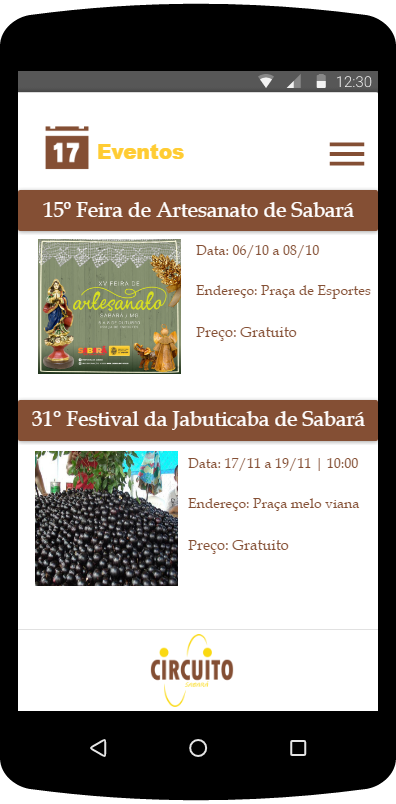 12:30
17 Eventos
15º Feira de Artesanato de Sabará
XV FEIRA DE
artesanato
SABARÁ / MG
Data: 06/10 a 08/10
Endereço: Praça de Esportes
Preço: Gratuito
31° Festival da Jabuticaba de Sabará
Data: 17/11 a 19/11 | 10:00
Endereço: Praça melo viana
Preço: Gratuito
CIRCUITO